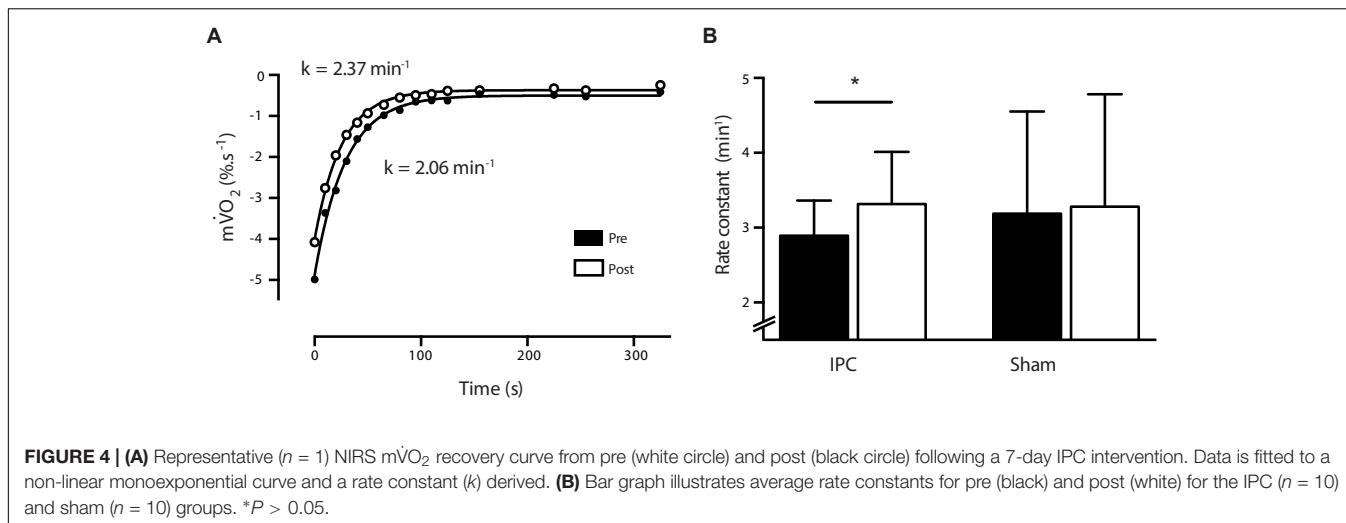 A
B
k = 2.37 min⁻¹
k = 2.06 min⁻¹
0
-1
-2
-3
-4
-5
mV̇O₂ (%.s⁻¹)
Pre
Post
0
100
200
300
Time (s)
*
5
4
3
2
Rate constant (min¹)
IPC
Sham
FIGURE 4 | (A) Representative (n = 1) NIRS mV̇O₂ recovery curve from pre (white circle) and post (black circle) following a 7-day IPC intervention. Data is fitted to a
non-linear monoexponential curve and a rate constant (k) derived. (B) Bar graph illustrates average rate constants for pre (black) and post (white) for the IPC (n = 10)
and sham (n = 10) groups. *P > 0.05.